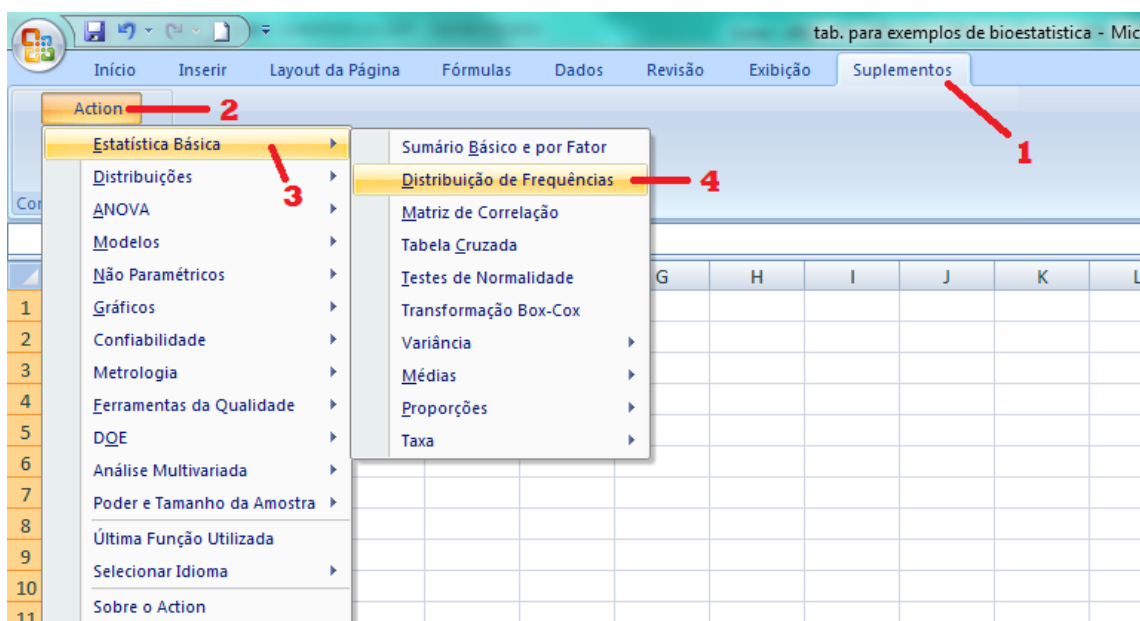 tab. para exemplos de bioestatistica - Mic
Início Inserir Layout da Página Fórmulas Dados Revisão Exibição Suplementos
1
Action 2
Estatística Básica
3
Distribuições
ANOVA
Modelos
Não Paramétricos
Gráficos
Confiabilidade
Metrologia
Ferramentas da Qualidade
DOE
Análise Multivariada
Poder e Tamanho da Amostra
Última Função Utilizada
Selecionar Idioma
Sobre o Action
Sumário Básico e por Fator
Distribuição de Frequências 4
Matriz de Correlação
Tabela Cruzada
Testes de Normalidade
Transformação Box-Cox
Variância
Médias
Proporções
Taxa
Cor
G H I J K L
1
2
3
4
5
6
7
8
9
10
11